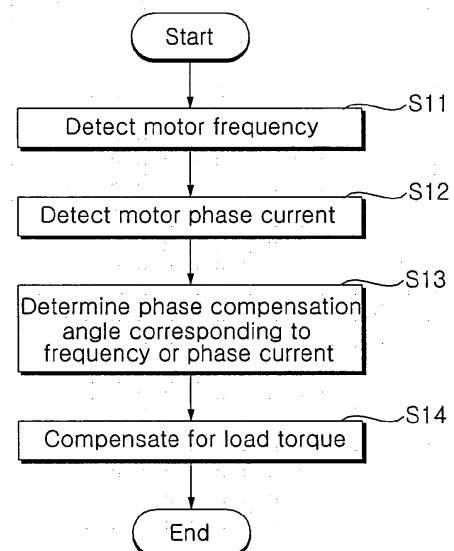 Start
S11
Detect motor frequency
S12
Detect motor phase current
S13
Determine phase compensation
angle corresponding to
frequency or phase current
S14
Compensate for load torque
End